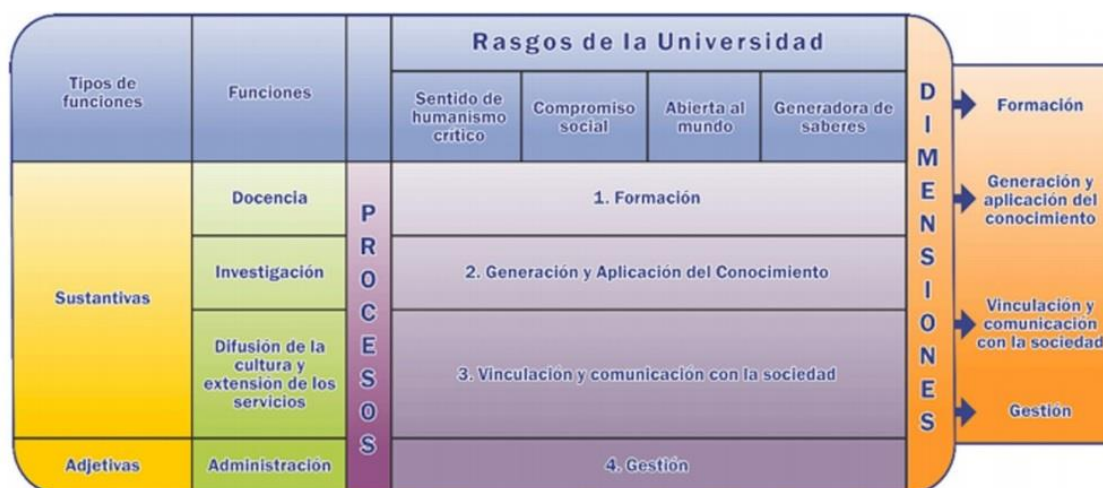 Tipos de
funciones
Funciones
Rasgos de la Universidad
Sentido de
humanismo
crítico
Compromiso
social
Abierta al
mundo
Generadora de
saberes
PROCESOS
DIMENSIONES
Sustantivas
Docencia
1. Formación
Investigación
2. Generación y Aplicación del Conocimiento
Difusión de la
cultura y
extensión de los
servicios
3. Vinculación y comunicación con la sociedad
Adjetivas
Administración
4. Gestión
Formación
Generación y
aplicación del
conocimiento
Vinculación y
comunicación
con la sociedad
Gestión